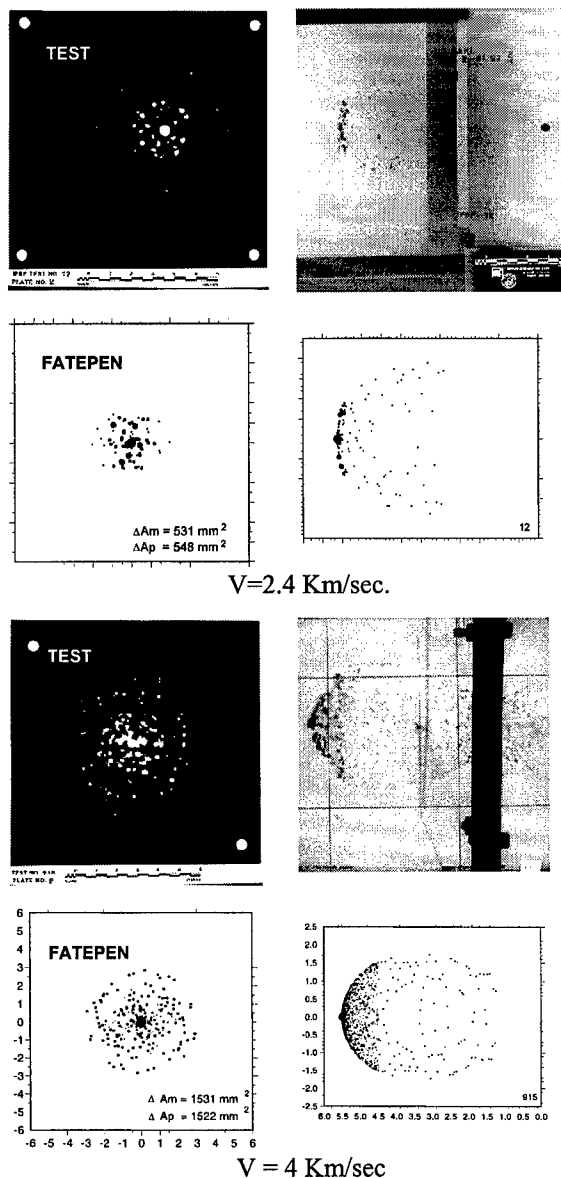 TEST
FATEPEN
ΔAm = 531 mm²
ΔAp = 548 mm²
12
V=2.4 Km/sec.
TEST
PLATE NO.
6
5
4
3
2
1
0
-1
-2
-3
-4
-5
-6
FATEPEN
Δ Am = 1531 mm²
Δ Ap = 1522 mm²
-6 -5 -4 -3 -2 -1 0 1 2 3 4 5 6
2.5
2.0
1.5
1.0
0.5
0.0
-0.5
-1.0
-1.5
-2.0
-2.5
915
6.0 5.5 5.0 4.5 4.0 3.5 3.0 2.5 2.0 1.5 1.0 0.5 0.0
V = 4 Km/sec